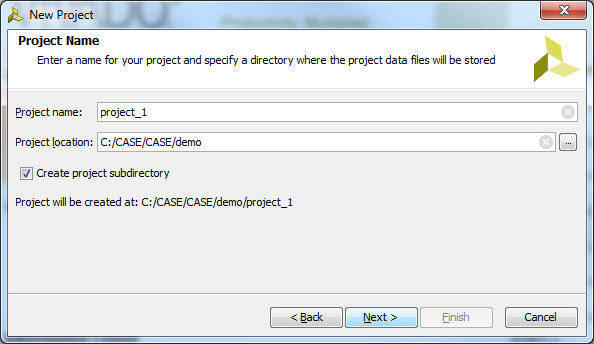 New Project
Project Name
Enter a name for your project and specify a directory where the project data files will be stored
Project name: project_1
Project location: C:/CASE/CASE/demo ...
Create project subdirectory
Project will be created at: C:/CASE/CASE/demo/project_1
< Back Next > Finish Cancel